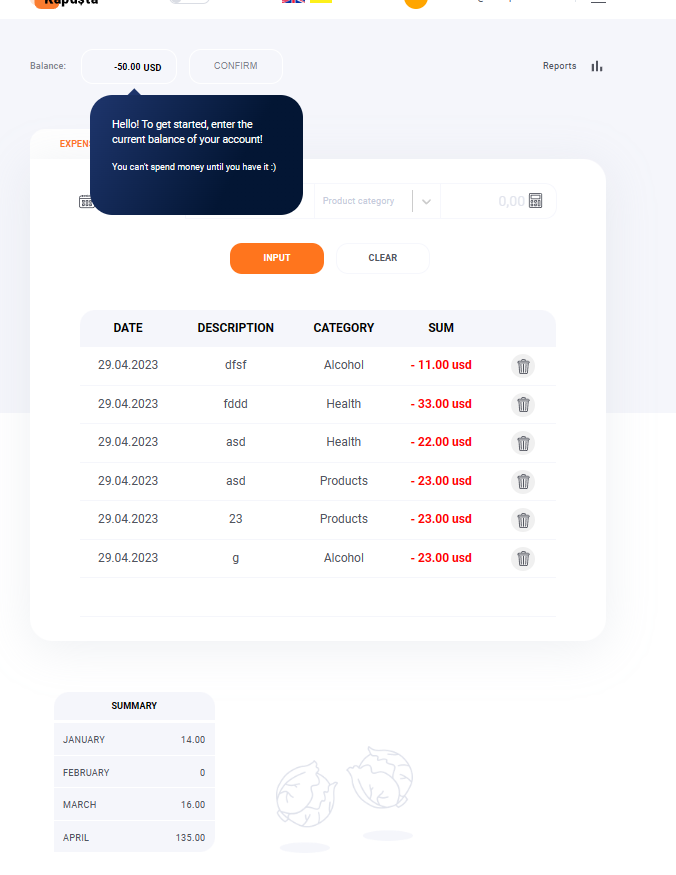 Kapu$ta
Balance:
-50.00 USD
CONFIRM
Reports
Hello! To get started, enter the
current balance of your account!
You can't spend money until you have it :)
Product category
0,00
INPUT
CLEAR
DATE DESCRIPTION CATEGORY SUM
29.04.2023 dfsf Alcohol - 11.00 usd
29.04.2023 fddd Health - 33.00 usd
29.04.2023 asd Health - 22.00 usd
29.04.2023 asd Products - 23.00 usd
29.04.2023 23 Products - 23.00 usd
29.04.2023 g Alcohol - 23.00 usd
SUMMARY
JANUARY 14.00
FEBRUARY 0
MARCH 16.00
APRIL 135.00